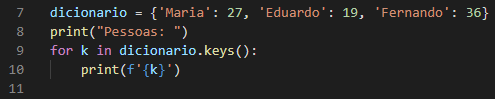 7 dicionario = {'Maria': 27, 'Eduardo': 19, 'Fernando': 36}
8 print("Pessoas: ")
9 for k in dicionario.keys():
10     print(f'{k}')
11